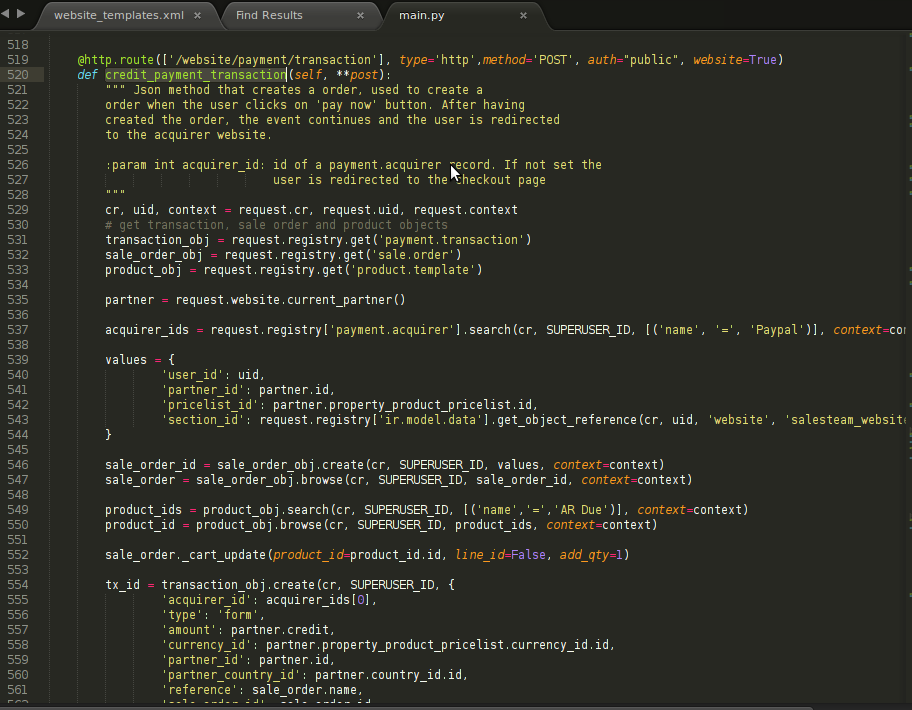 website_templates.xml × Find Results × main.py ×
518
519 @http.route(['/website/payment/transaction'], type='http',method='POST', auth="public", website=True)
520 def credit_payment_transaction(self, **post):
521 """ Json method that creates a order, used to create a
522 order when the user clicks on 'pay now' button. After having
523 created the order, the event continues and the user is redirected
524 to the acquirer website.
525
526 :param int acquirer_id: id of a payment.acquirer record. If not set the
527 user is redirected to the checkout page
528 """
529 cr, uid, context = request.cr, request.uid, request.context
530 # get transaction, sale order and product objects
531 transaction_obj = request.registry.get('payment.transaction')
532 sale_order_obj = request.registry.get('sale.order')
533 product_obj = request.registry.get('product.template')
534
535 partner = request.website.current_partner()
536
537 acquirer_ids = request.registry['payment.acquirer'].search(cr, SUPERUSER_ID, [('name', '=', 'Paypal')], context=con
538
539 values = {
540 'user_id': uid,
541 'partner_id': partner.id,
542 'pricelist_id': partner.property_product_pricelist.id,
543 'section_id': request.registry['ir.model.data'].get_object_reference(cr, uid, 'website', 'salesteam_website
544 }
545
546 sale_order_id = sale_order_obj.create(cr, SUPERUSER_ID, values, context=context)
547 sale_order = sale_order_obj.browse(cr, SUPERUSER_ID, sale_order_id, context=context)
548
549 product_ids = product_obj.search(cr, SUPERUSER_ID, [('name','=','AR Due')], context=context)
550 product_id = product_obj.browse(cr, SUPERUSER_ID, product_ids, context=context)
551
552 sale_order._cart_update(product_id=product_id.id, line_id=False, add_qty=1)
553
554 tx_id = transaction_obj.create(cr, SUPERUSER_ID, {
555 'acquirer_id': acquirer_ids[0],
556 'type': 'form',
557 'amount': partner.credit,
558 'currency_id': partner.property_product_pricelist.currency_id.id,
559 'partner_id': partner.id,
560 'partner_country_id': partner.country_id.id,
561 'reference': sale_order.name,